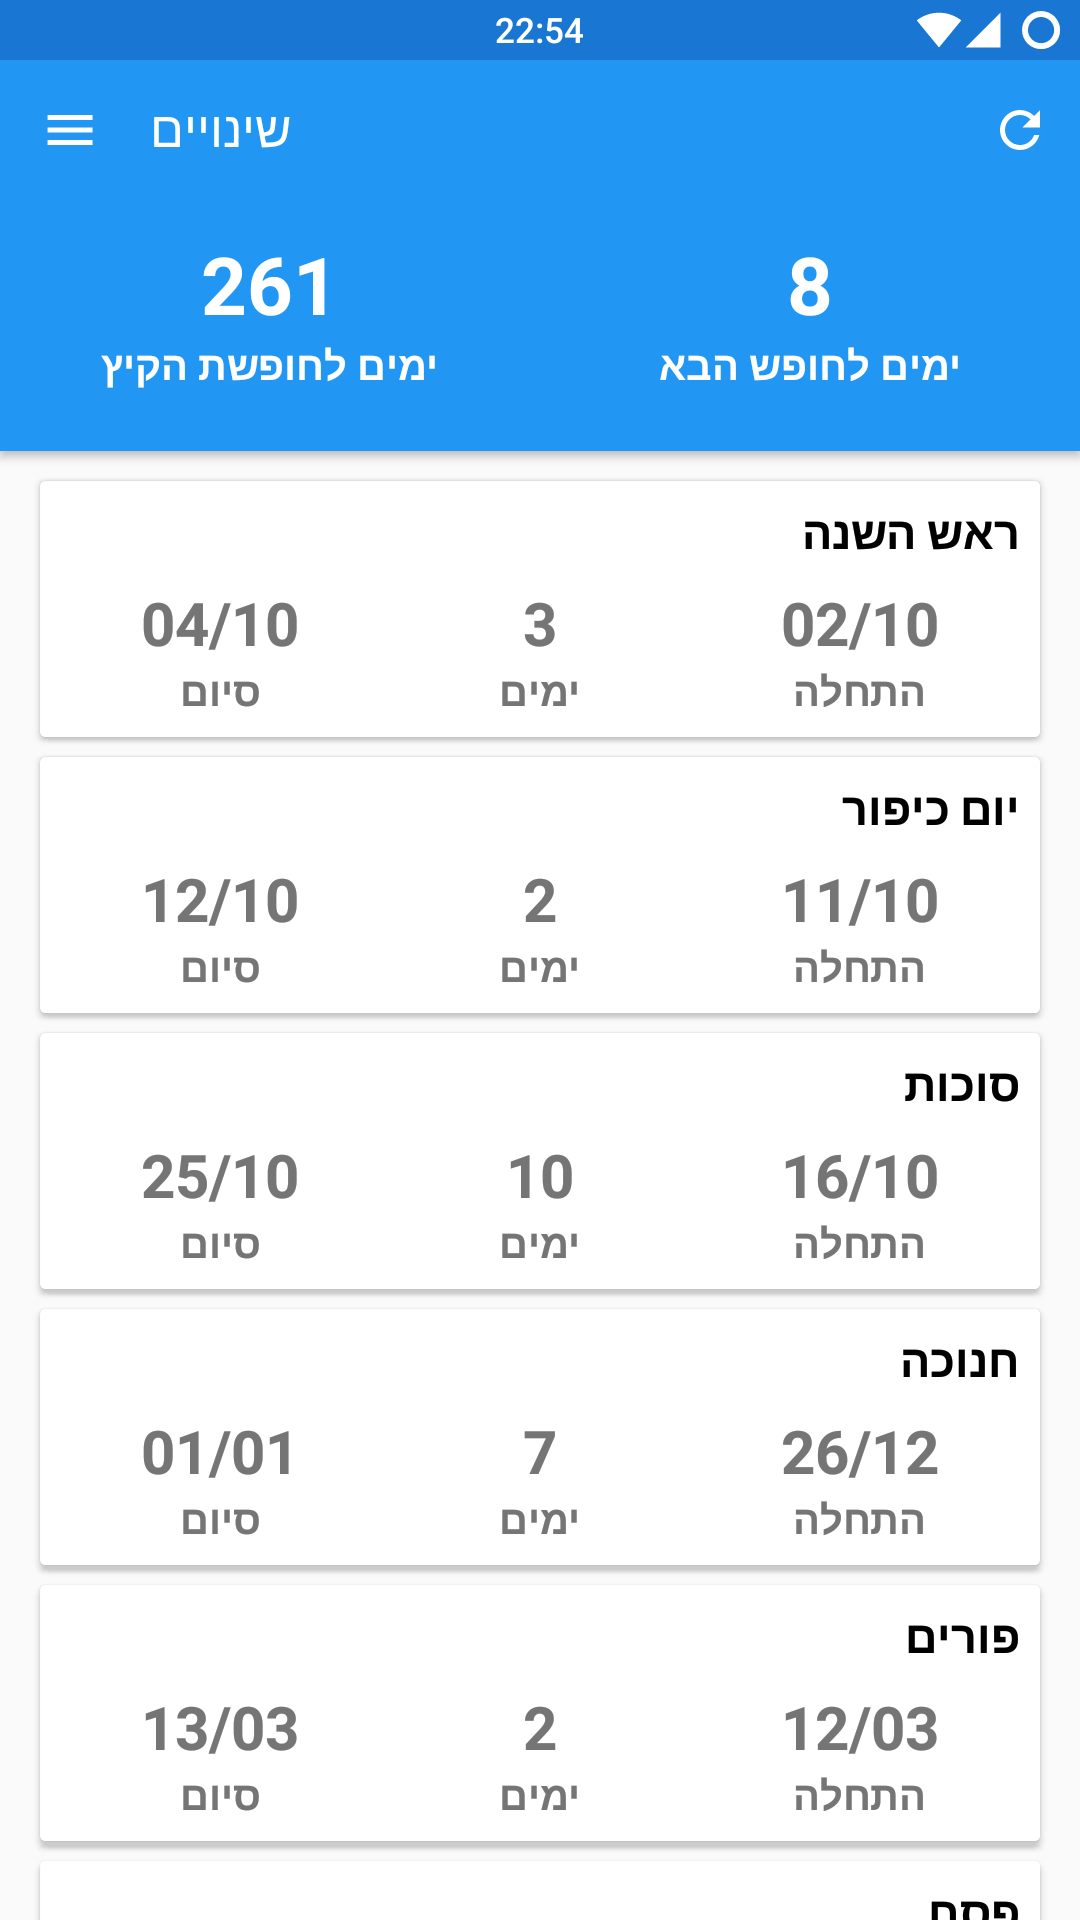 22:54
שינויים
8
ימים לחופש הבא
261
ימים לחופשת הקיץ
ראש השנה
02/10 3 04/10
התחלה ימים סיום
יום כיפור
11/10 2 12/10
התחלה ימים סיום
סוכות
16/10 10 25/10
התחלה ימים סיום
חנוכה
26/12 7 01/01
התחלה ימים סיום
פורים
12/03 2 13/03
התחלה ימים סיום
פסח